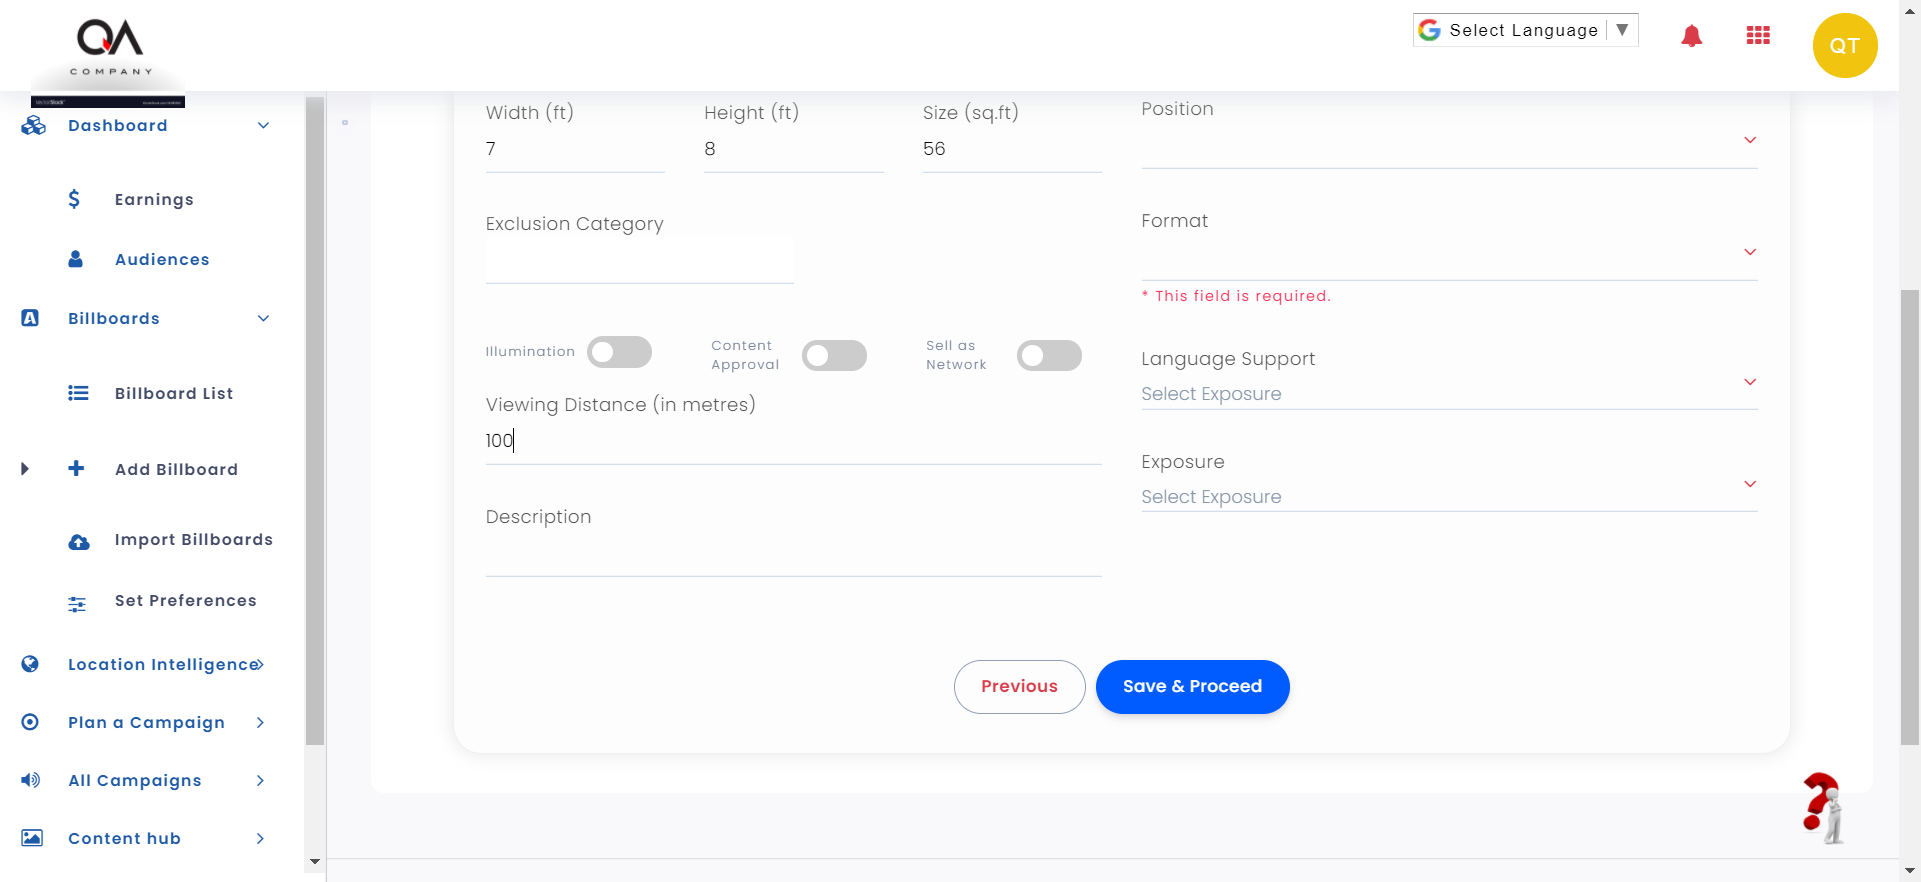 QA
COMPANY
Select Language ▼
QT
Dashboard
Earnings
Audiences
Billboards
Billboard List
Add Billboard
Import Billboards
Set Preferences
Location Intelligence
Plan a Campaign
All Campaigns
Content hub
Width (ft)
7
Height (ft)
8
Size (sq.ft)
56
Position
Exclusion Category
Format
* This field is required.
Illumination
Content
Approval
Sell as
Network
Language Support
Select Exposure
Viewing Distance (in metres)
100
Exposure
Select Exposure
Description
Previous
Save & Proceed